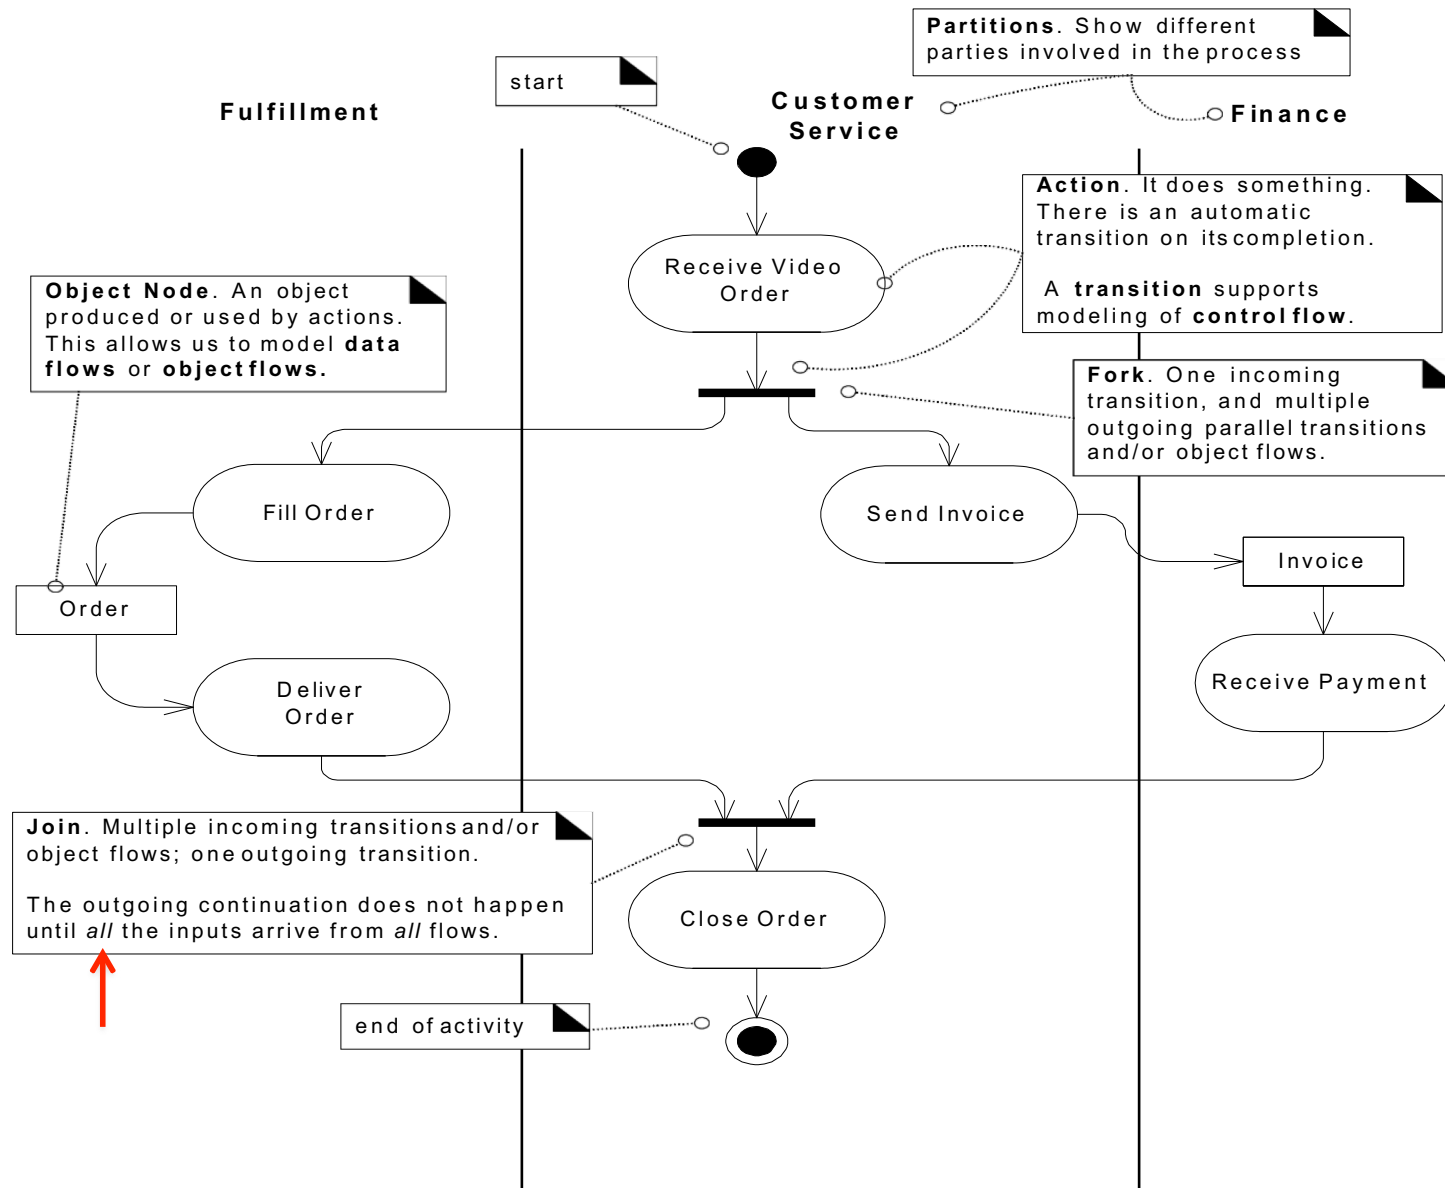 Partitions. Show different
parties involved in the process
start
Fulfillment
Customer
Service
Finance
Action. It does something.
There is an automatic
transition on its completion.
A transition supports
modeling of control flow.
Receive Video
Order
Object Node. An object
produced or used by actions.
This allows us to model data
flows or object flows.
Fork. One incoming
transition, and multiple
outgoing parallel transitions
and/or object flows.
Fill Order
Send Invoice
Invoice
Order
Deliver
Order
Receive Payment
Join. Multiple incoming transitions and/or
object flows; one outgoing transition.
The outgoing continuation does not happen
until all the inputs arrive from all flows.
Close Order
end of activity